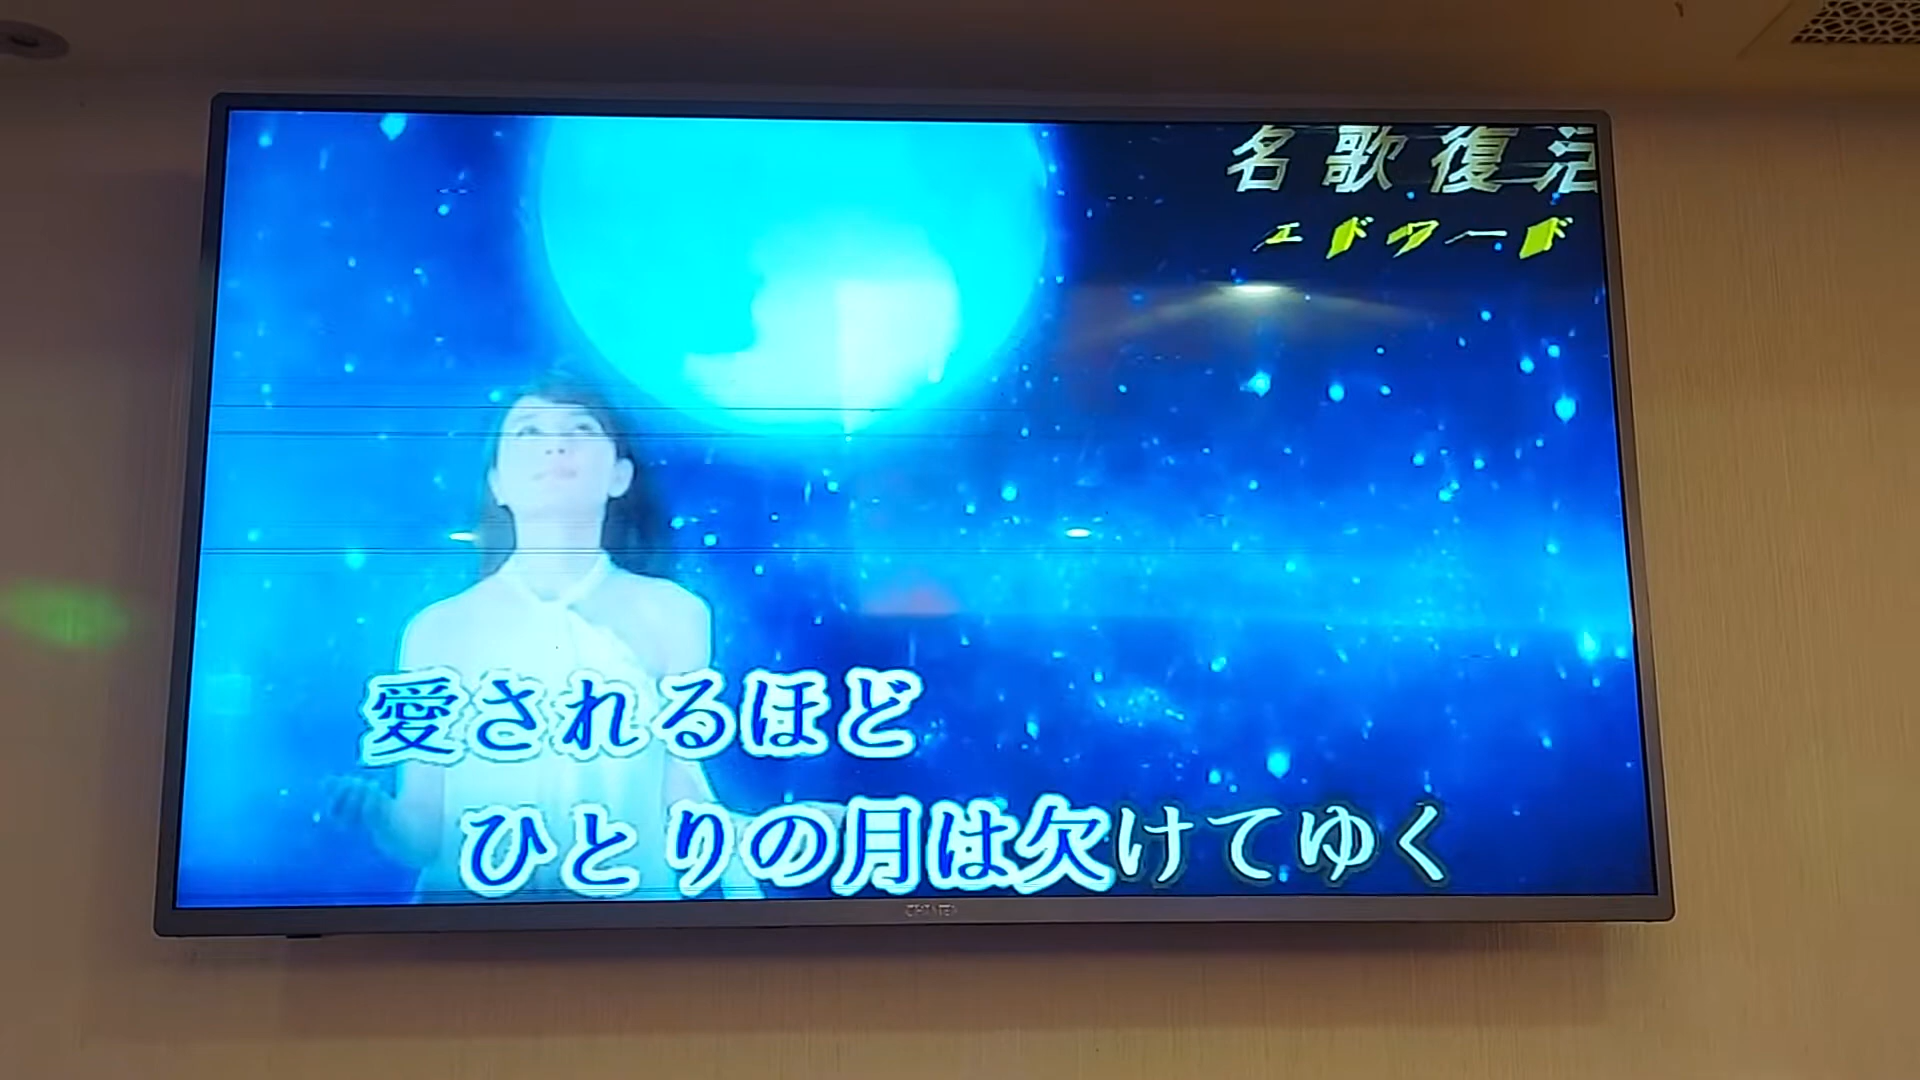 名歌復活
エドワード
愛されるほど
ひとりの月は欠けてゆく